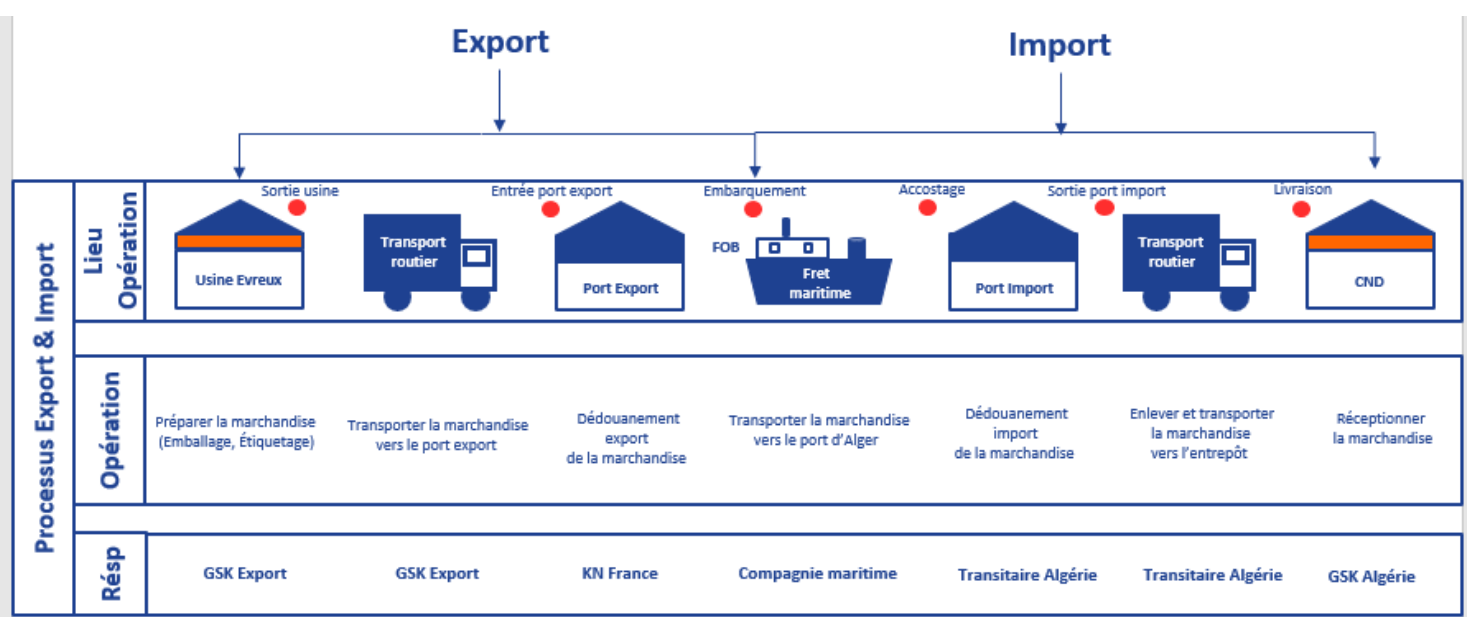 Export
Import
Processus Export & Import
Lieu
Opération
Sortie usine
Entrée port export
Embarquement
Accostage
Sortie port import
Livraison
Usine Evreux
Transport
routier
Port Export
FOB
Fret
maritime
Port Import
Transport
routier
CND
Opération
Préparer la marchandise
(Emballage, Étiquetage)
Transporter la marchandise
vers le port export
Dédouanement
export
de la marchandise
Transporter la marchandise
vers le port d'Alger
Dédouanement
import
de la marchandise
Enlever et transporter
la marchandise
vers l'entrepôt
Réceptionner
la marchandise
Résp
GSK Export
GSK Export
KN France
Compagnie maritime
Transitaire Algérie
Transitaire Algérie
GSK Algérie